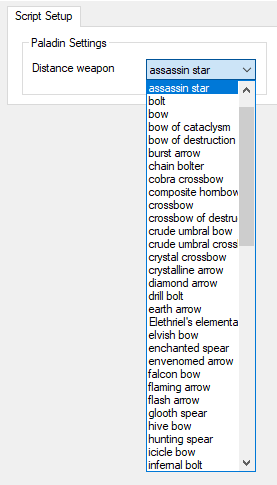 Script Setup
Paladin Settings
Distance weapon
assassin star
assassin star
bolt
bow
bow of cataclysm
bow of destruction
burst arrow
chain bolter
cobra crossbow
composite hornbow
crossbow
crossbow of destru
crude umbral bow
crude umbral cross
crystal crossbow
crystalline arrow
diamond arrow
drill bolt
earth arrow
Elethriel's elementa
elvish bow
enchanted spear
envenomed arrow
falcon bow
flaming arrow
flash arrow
glooth spear
hive bow
hunting spear
icicle bow
infernal bolt